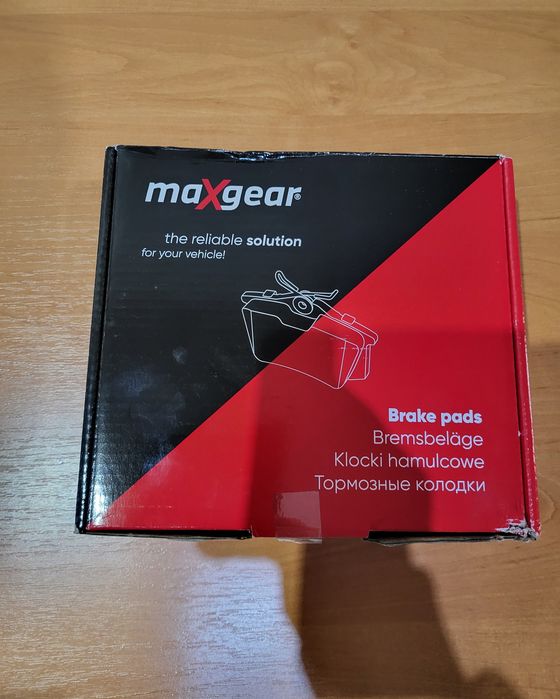 maXgear®
the reliable solution
for your vehicle!
Brake pads
Bremsbeläge
Klocki hamulcowe
Тормозные колодки